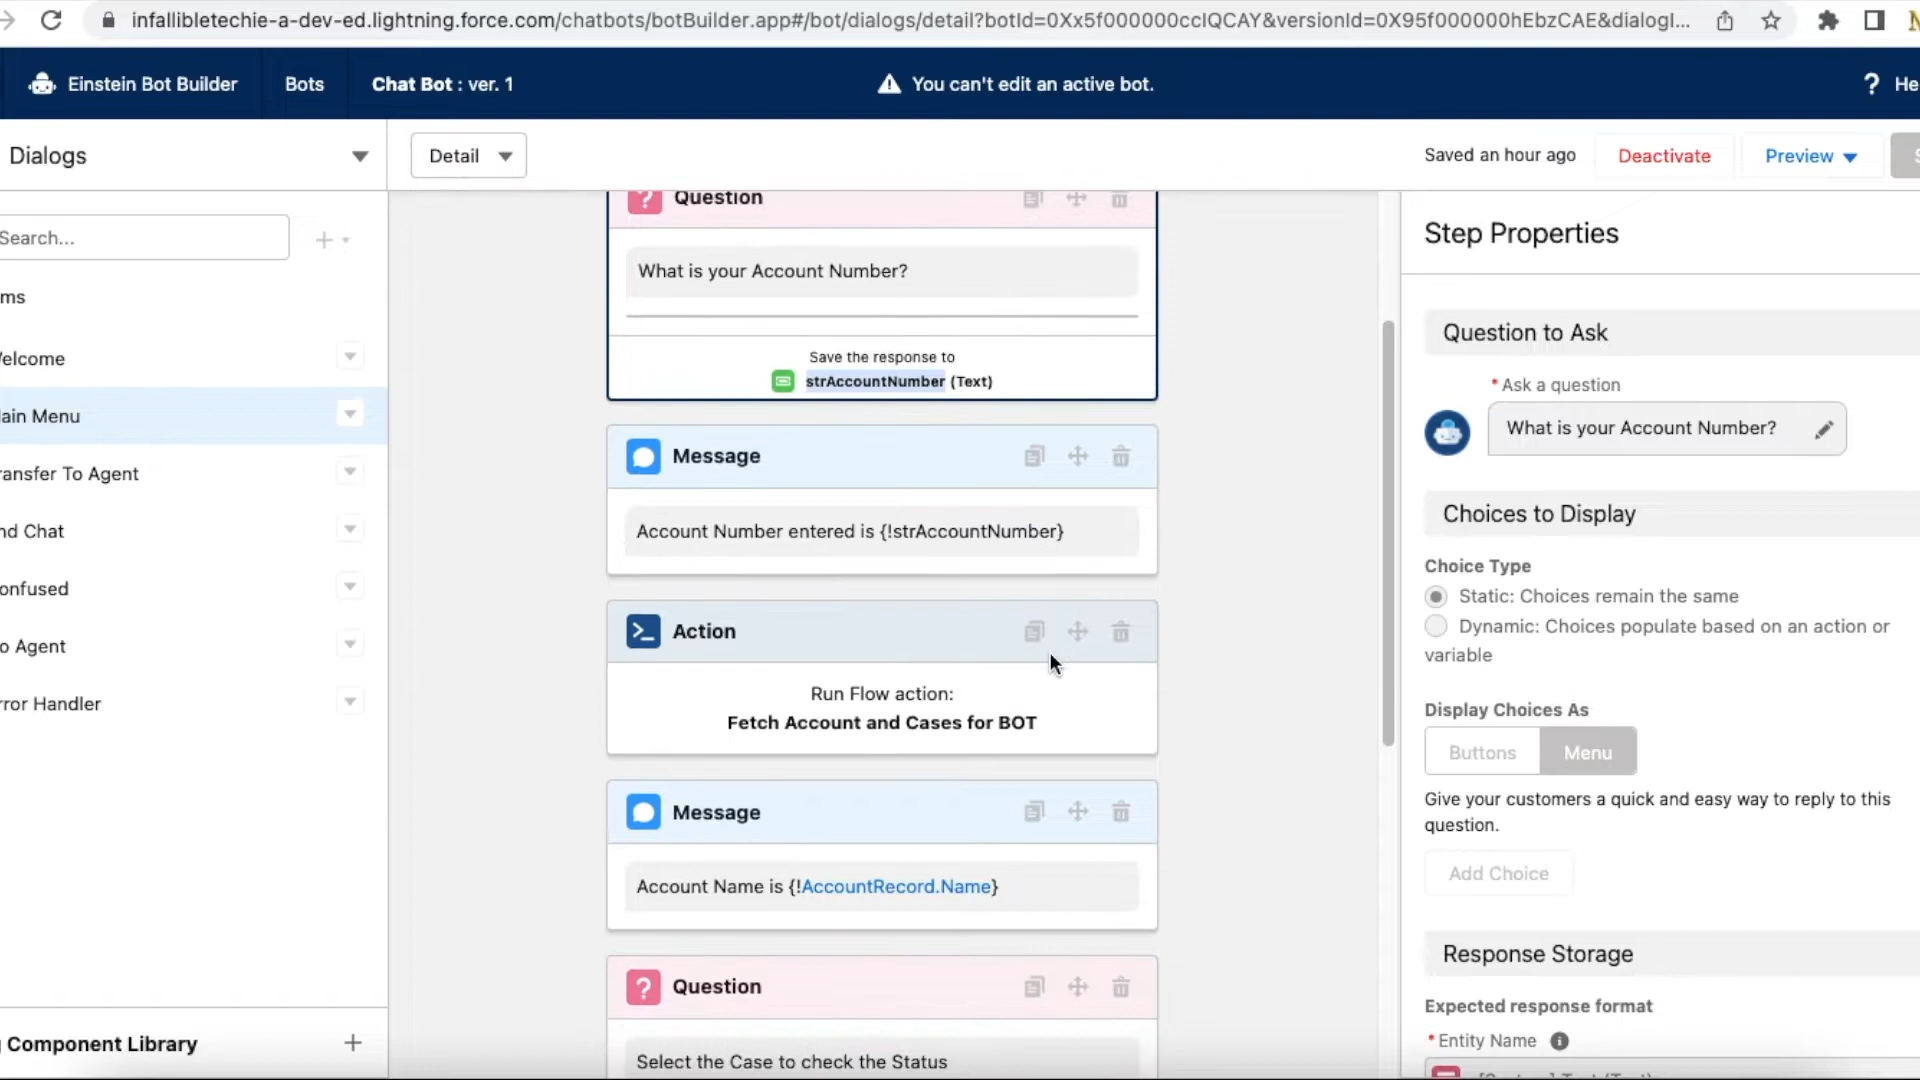 infallibletechie-a-dev-ed.lightning.force.com/chatbots/botBuilder.app#/bot/dialogs/detail?botId=0Xx5f000000ccIQCAY&versionId=0X95f000000hEbzCAE&dialogI...
Einstein Bot Builder
Bots
Chat Bot : ver. 1
You can't edit an active bot.
? He
Dialogs
Detail
Saved an hour ago
Deactivate
Preview
Search...
ms
elcome
ain Menu
ransfer To Agent
nd Chat
onfused
o Agent
rror Handler
Component Library
Question
What is your Account Number?
Save the response to
strAccountNumber (Text)
Message
Account Number entered is {!strAccountNumber}
Action
Run Flow action:
Fetch Account and Cases for BOT
Message
Account Name is {!AccountRecord.Name}
Question
Select the Case to check the Status
Step Properties
Question to Ask
* Ask a question
What is your Account Number?
Choices to Display
Choice Type
Static: Choices remain the same
Dynamic: Choices populate based on an action or
variable
Display Choices As
Buttons
Menu
Give your customers a quick and easy way to reply to this
question.
Add Choice
Response Storage
Expected response format
* Entity Name